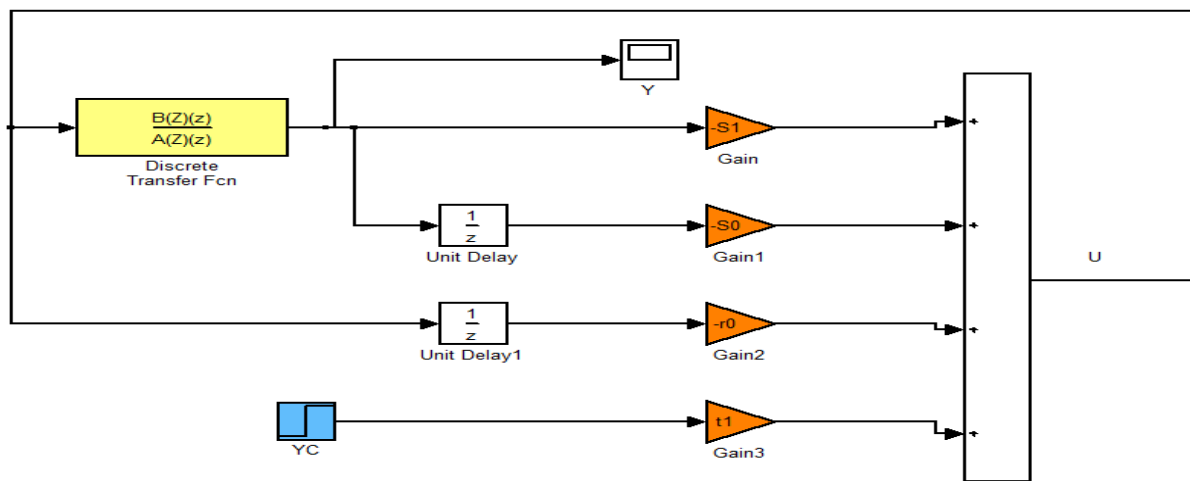 Y
B(Z)(z)
A(Z)(z)
Discrete
Transfer Fcn
-S1
Gain
+
1
z
Unit Delay
-S0
Gain1
+
U
1
z
Unit Delay1
-r0
Gain2
+
YC
t1
Gain3
+